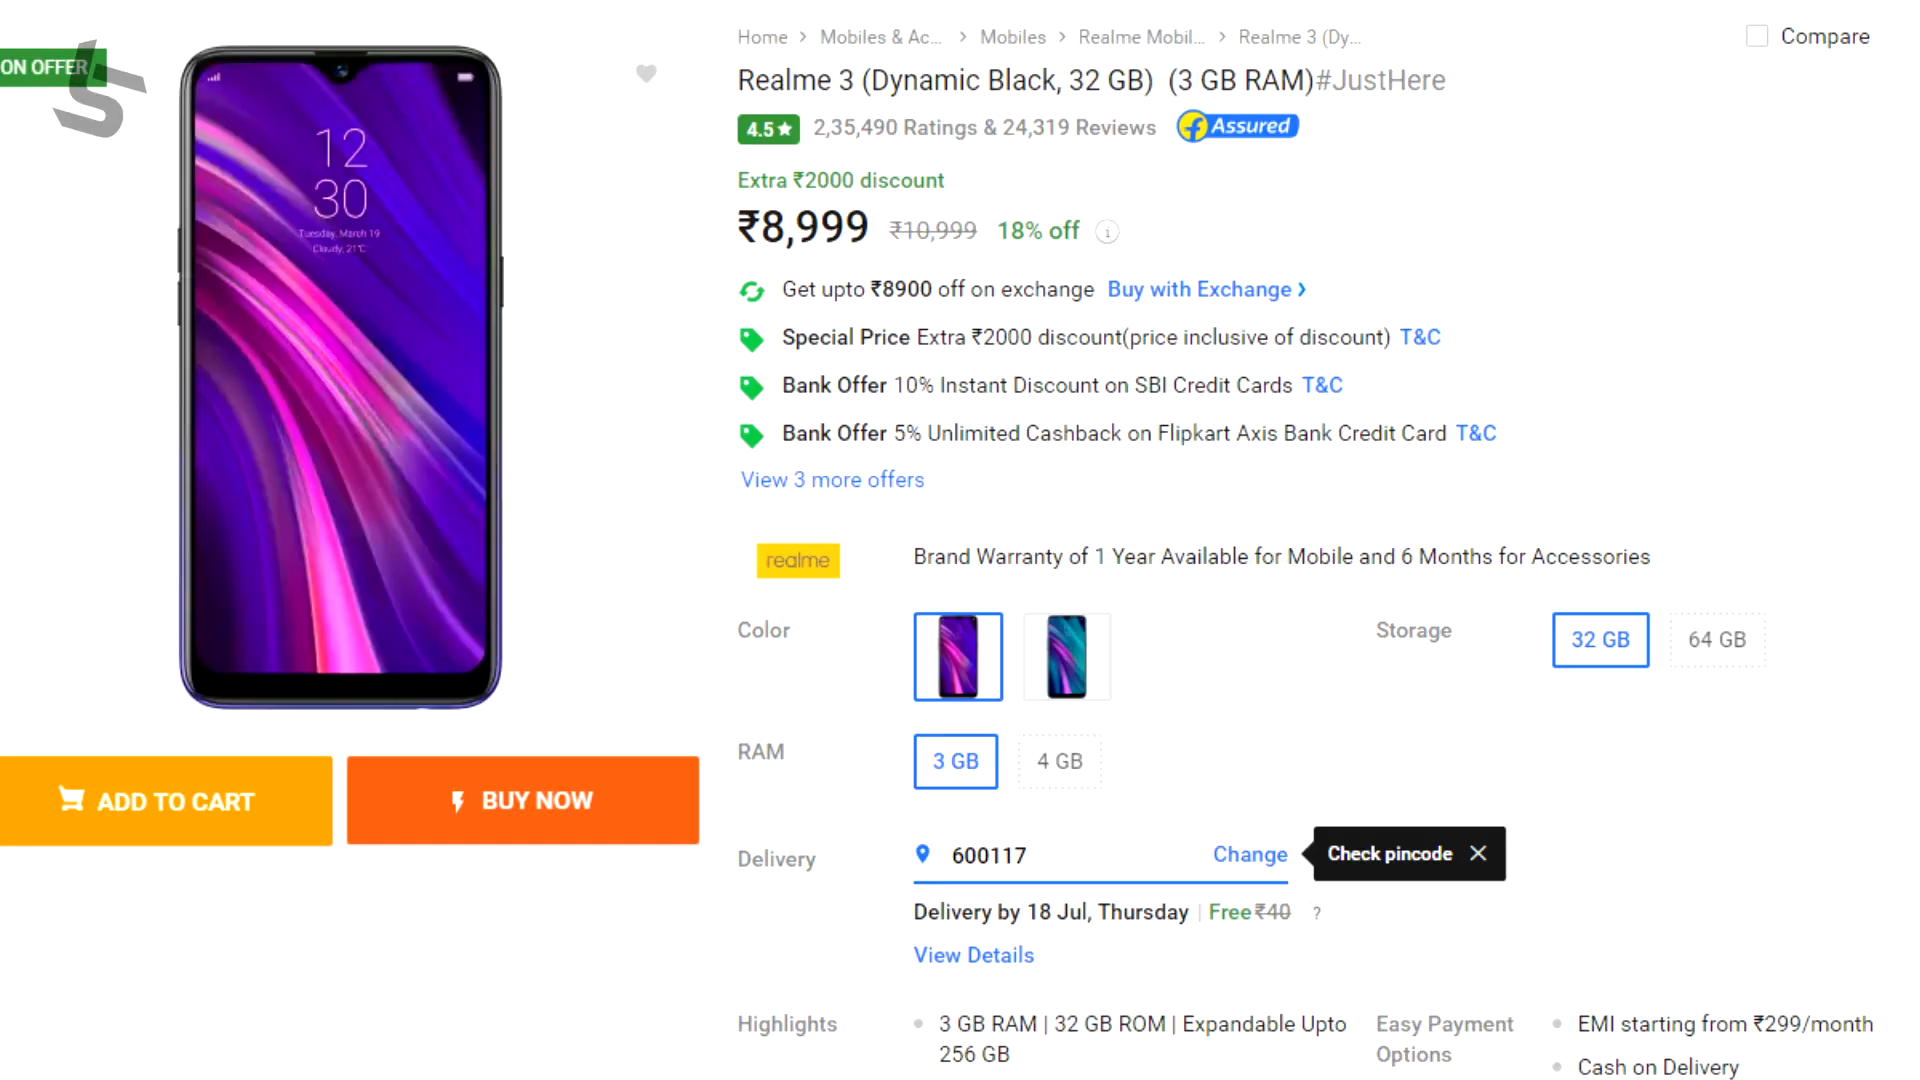 ON OFFER
12
30
Tuesday, March 19
Cloudy, 21°C
Home > Mobiles & Ac... > Mobiles > Realme Mobil... > Realme 3 (Dy...
Compare
Realme 3 (Dynamic Black, 32 GB) (3 GB RAM)#JustHere
4.5★ 2,35,490 Ratings & 24,319 Reviews f Assured
Extra ₹2000 discount
₹8,999 ₹10,999 18% off i
Get upto ₹8900 off on exchange Buy with Exchange >
Special Price Extra ₹2000 discount(price inclusive of discount) T&C
Bank Offer 10% Instant Discount on SBI Credit Cards T&C
Bank Offer 5% Unlimited Cashback on Flipkart Axis Bank Credit Card T&C
View 3 more offers
realme Brand Warranty of 1 Year Available for Mobile and 6 Months for Accessories
Color
Storage 32 GB 64 GB
RAM 3 GB 4 GB
ADD TO CART
BUY NOW
Delivery 600117 Change Check pincode ✕
Delivery by 18 Jul, Thursday | Free ₹40 ?
View Details
Highlights
3 GB RAM | 32 GB ROM | Expandable Upto
256 GB
Easy Payment
Options
EMI starting from ₹299/month
Cash on Delivery